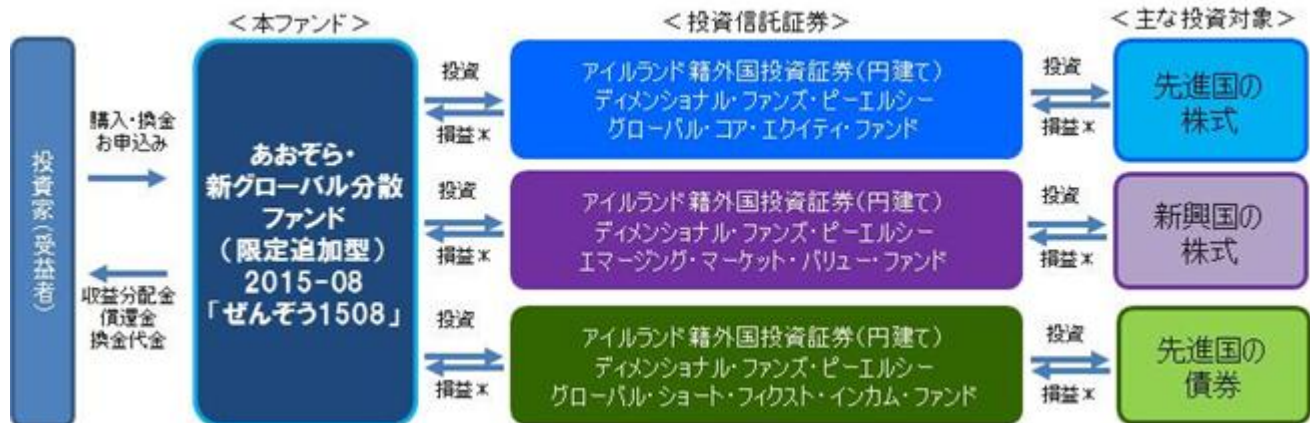 ＜本ファンド＞
＜投資信託証券＞
＜主な投資対象＞
投資家(受益者)
購入・換金
お申込み
収益分配金
償還金
換金代金
あおぞら・
新グローバル分散
ファンド
(限定追加型)
2015-08
「ぜんぞう1508」
投資
損益＊
アイルランド籍外国投資証券(円建て)
ディメンショナル・ファンズ・ピーエルシー
グローバル・コア・エクイティ・ファンド
投資
損益＊
先進国の
株式
投資
損益＊
アイルランド籍外国投資証券(円建て)
ディメンショナル・ファンズ・ピーエルシー
エマージング・マーケット・バリュー・ファンド
投資
損益＊
新興国の
株式
投資
損益＊
アイルランド籍外国投資証券(円建て)
ディメンショナル・ファンズ・ピーエルシー
グローバル・ショート・フィクスト・インカム・ファンド
投資
損益＊
先進国の
債券